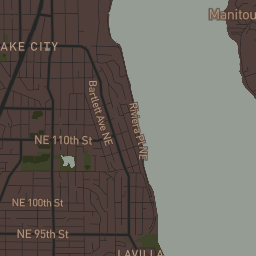 Manitou
AKE CITY
Bartlett Ave NE
Riviera Pl NE
NE 110th St
NE 100th St
NE 95th St
LAVILLA